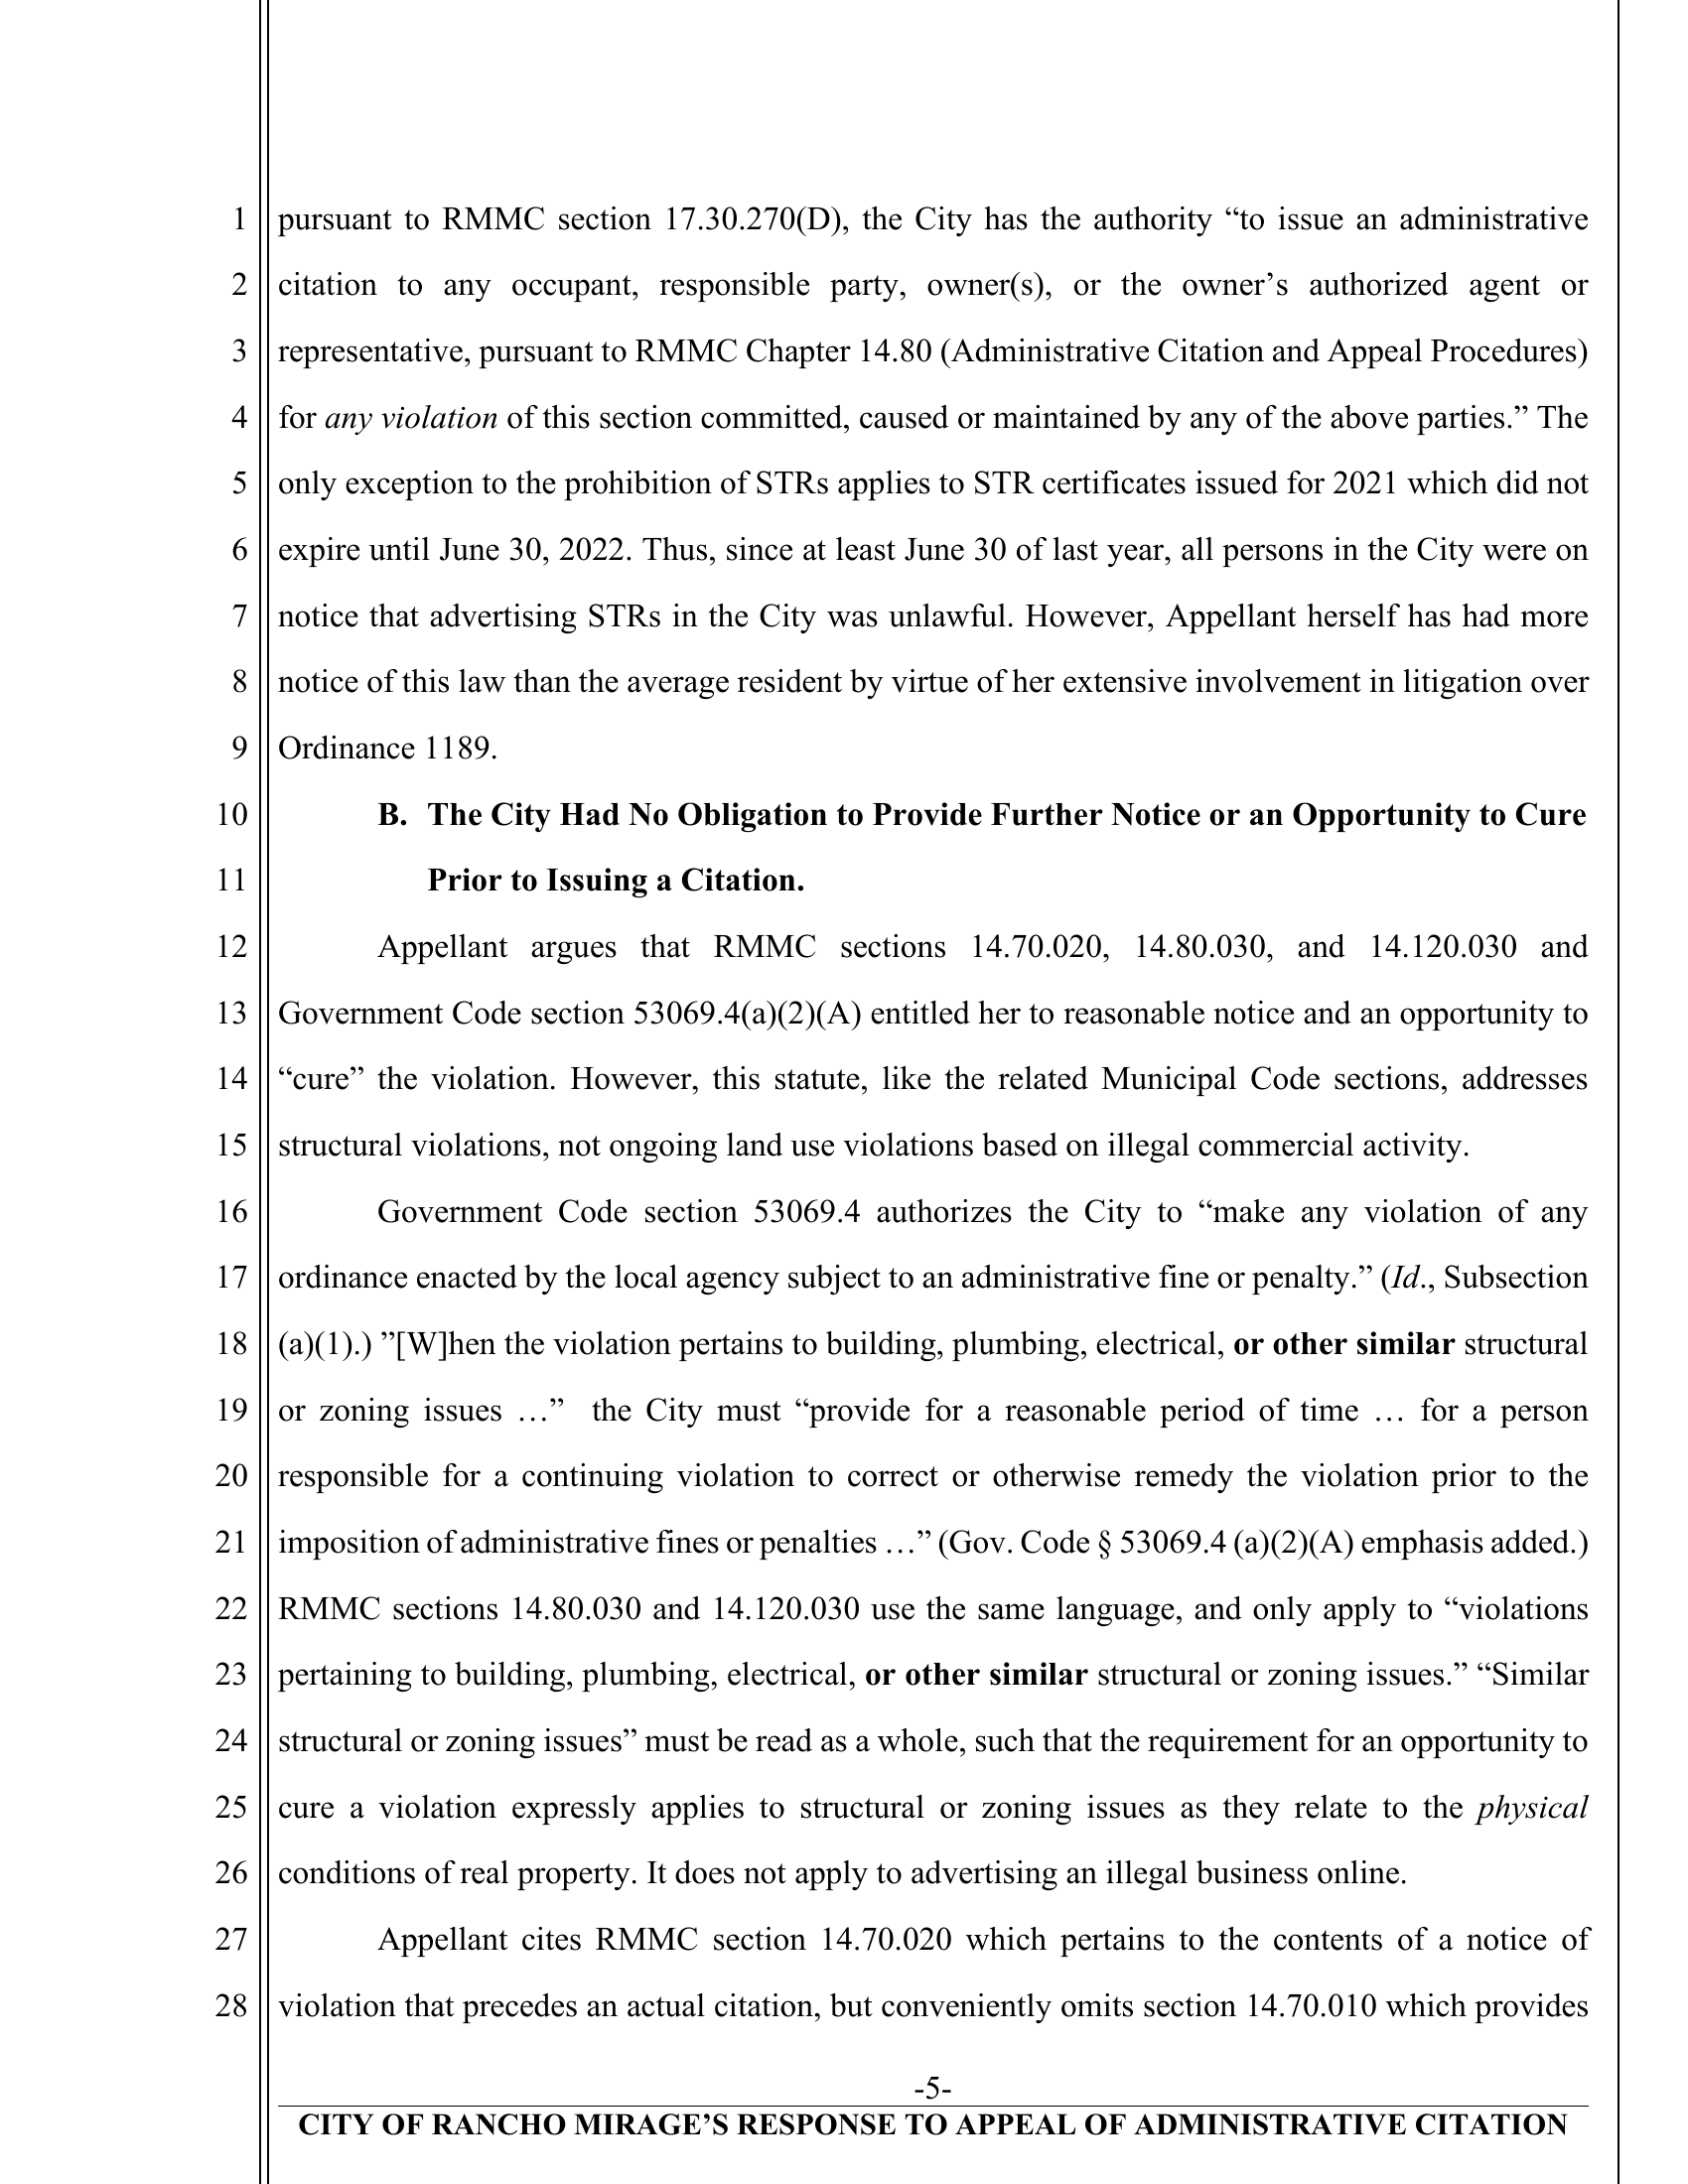 1 pursuant to RMMC section 17.30.270(D), the City has the authority “to issue an administrative
2 citation to any occupant, responsible party, owner(s), or the owner’s authorized agent or
3 representative, pursuant to RMMC Chapter 14.80 (Administrative Citation and Appeal Procedures)
4 for any violation of this section committed, caused or maintained by any of the above parties.” The
5 only exception to the prohibition of STRs applies to STR certificates issued for 2021 which did not
6 expire until June 30, 2022. Thus, since at least June 30 of last year, all persons in the City were on
7 notice that advertising STRs in the City was unlawful. However, Appellant herself has had more
8 notice of this law than the average resident by virtue of her extensive involvement in litigation over
9 Ordinance 1189.
10 B. The City Had No Obligation to Provide Further Notice or an Opportunity to Cure
11 Prior to Issuing a Citation.
12 Appellant argues that RMMC sections 14.70.020, 14.80.030, and 14.120.030 and
13 Government Code section 53069.4(a)(2)(A) entitled her to reasonable notice and an opportunity to
14 “cure” the violation. However, this statute, like the related Municipal Code sections, addresses
15 structural violations, not ongoing land use violations based on illegal commercial activity.
16 Government Code section 53069.4 authorizes the City to “make any violation of any
17 ordinance enacted by the local agency subject to an administrative fine or penalty.” (Id., Subsection
18 (a)(1).) ”[W]hen the violation pertains to building, plumbing, electrical, or other similar structural
19 or zoning issues …” the City must “provide for a reasonable period of time … for a person
20 responsible for a continuing violation to correct or otherwise remedy the violation prior to the
21 imposition of administrative fines or penalties …” (Gov. Code § 53069.4 (a)(2)(A) emphasis added.)
22 RMMC sections 14.80.030 and 14.120.030 use the same language, and only apply to “violations
23 pertaining to building, plumbing, electrical, or other similar structural or zoning issues.” “Similar
24 structural or zoning issues” must be read as a whole, such that the requirement for an opportunity to
25 cure a violation expressly applies to structural or zoning issues as they relate to the physical
26 conditions of real property. It does not apply to advertising an illegal business online.
27 Appellant cites RMMC section 14.70.020 which pertains to the contents of a notice of
28 violation that precedes an actual citation, but conveniently omits section 14.70.010 which provides
-5-
CITY OF RANCHO MIRAGE’S RESPONSE TO APPEAL OF ADMINISTRATIVE CITATION